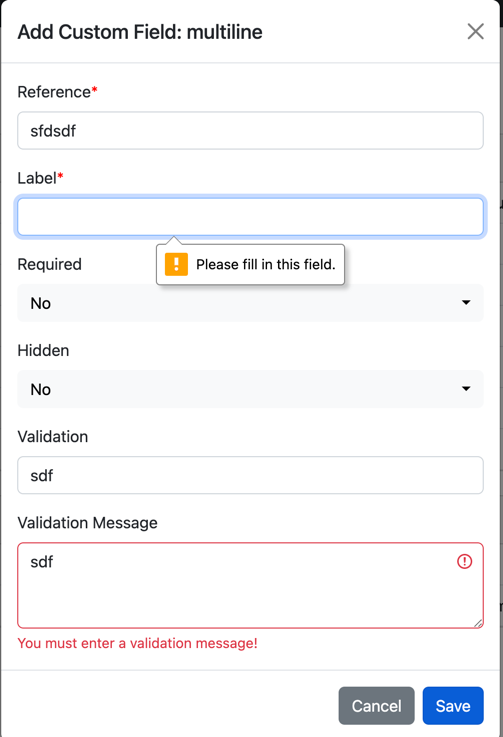 Add Custom Field: multiline
Reference*
sfdsdf
Label*
Please fill in this field.
Required
No
Hidden
No
Validation
sdf
Validation Message
sdf
You must enter a validation message!
Cancel Save